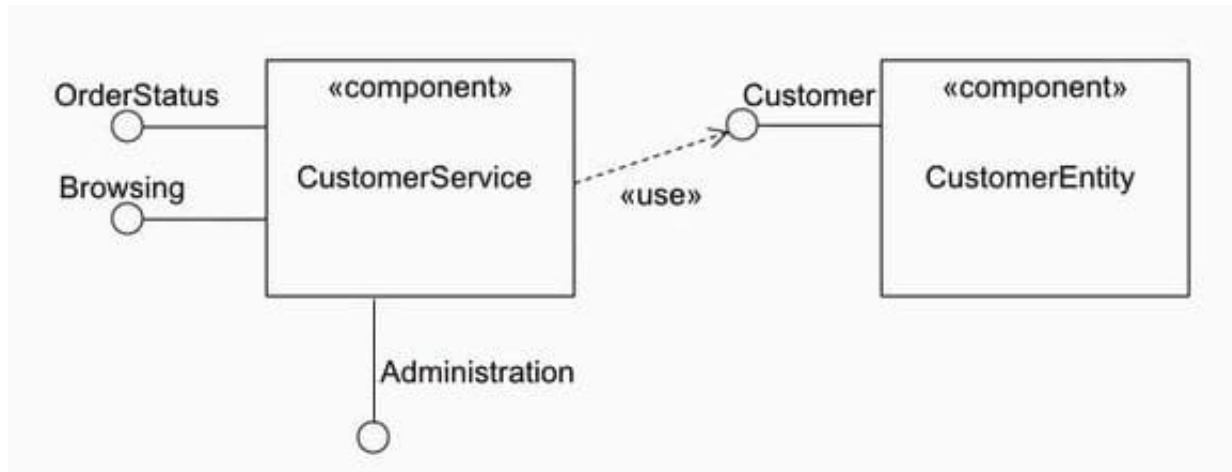 OrderStatus
Browsing
«component»
CustomerService
Administration
«use»
Customer
«component»
CustomerEntity